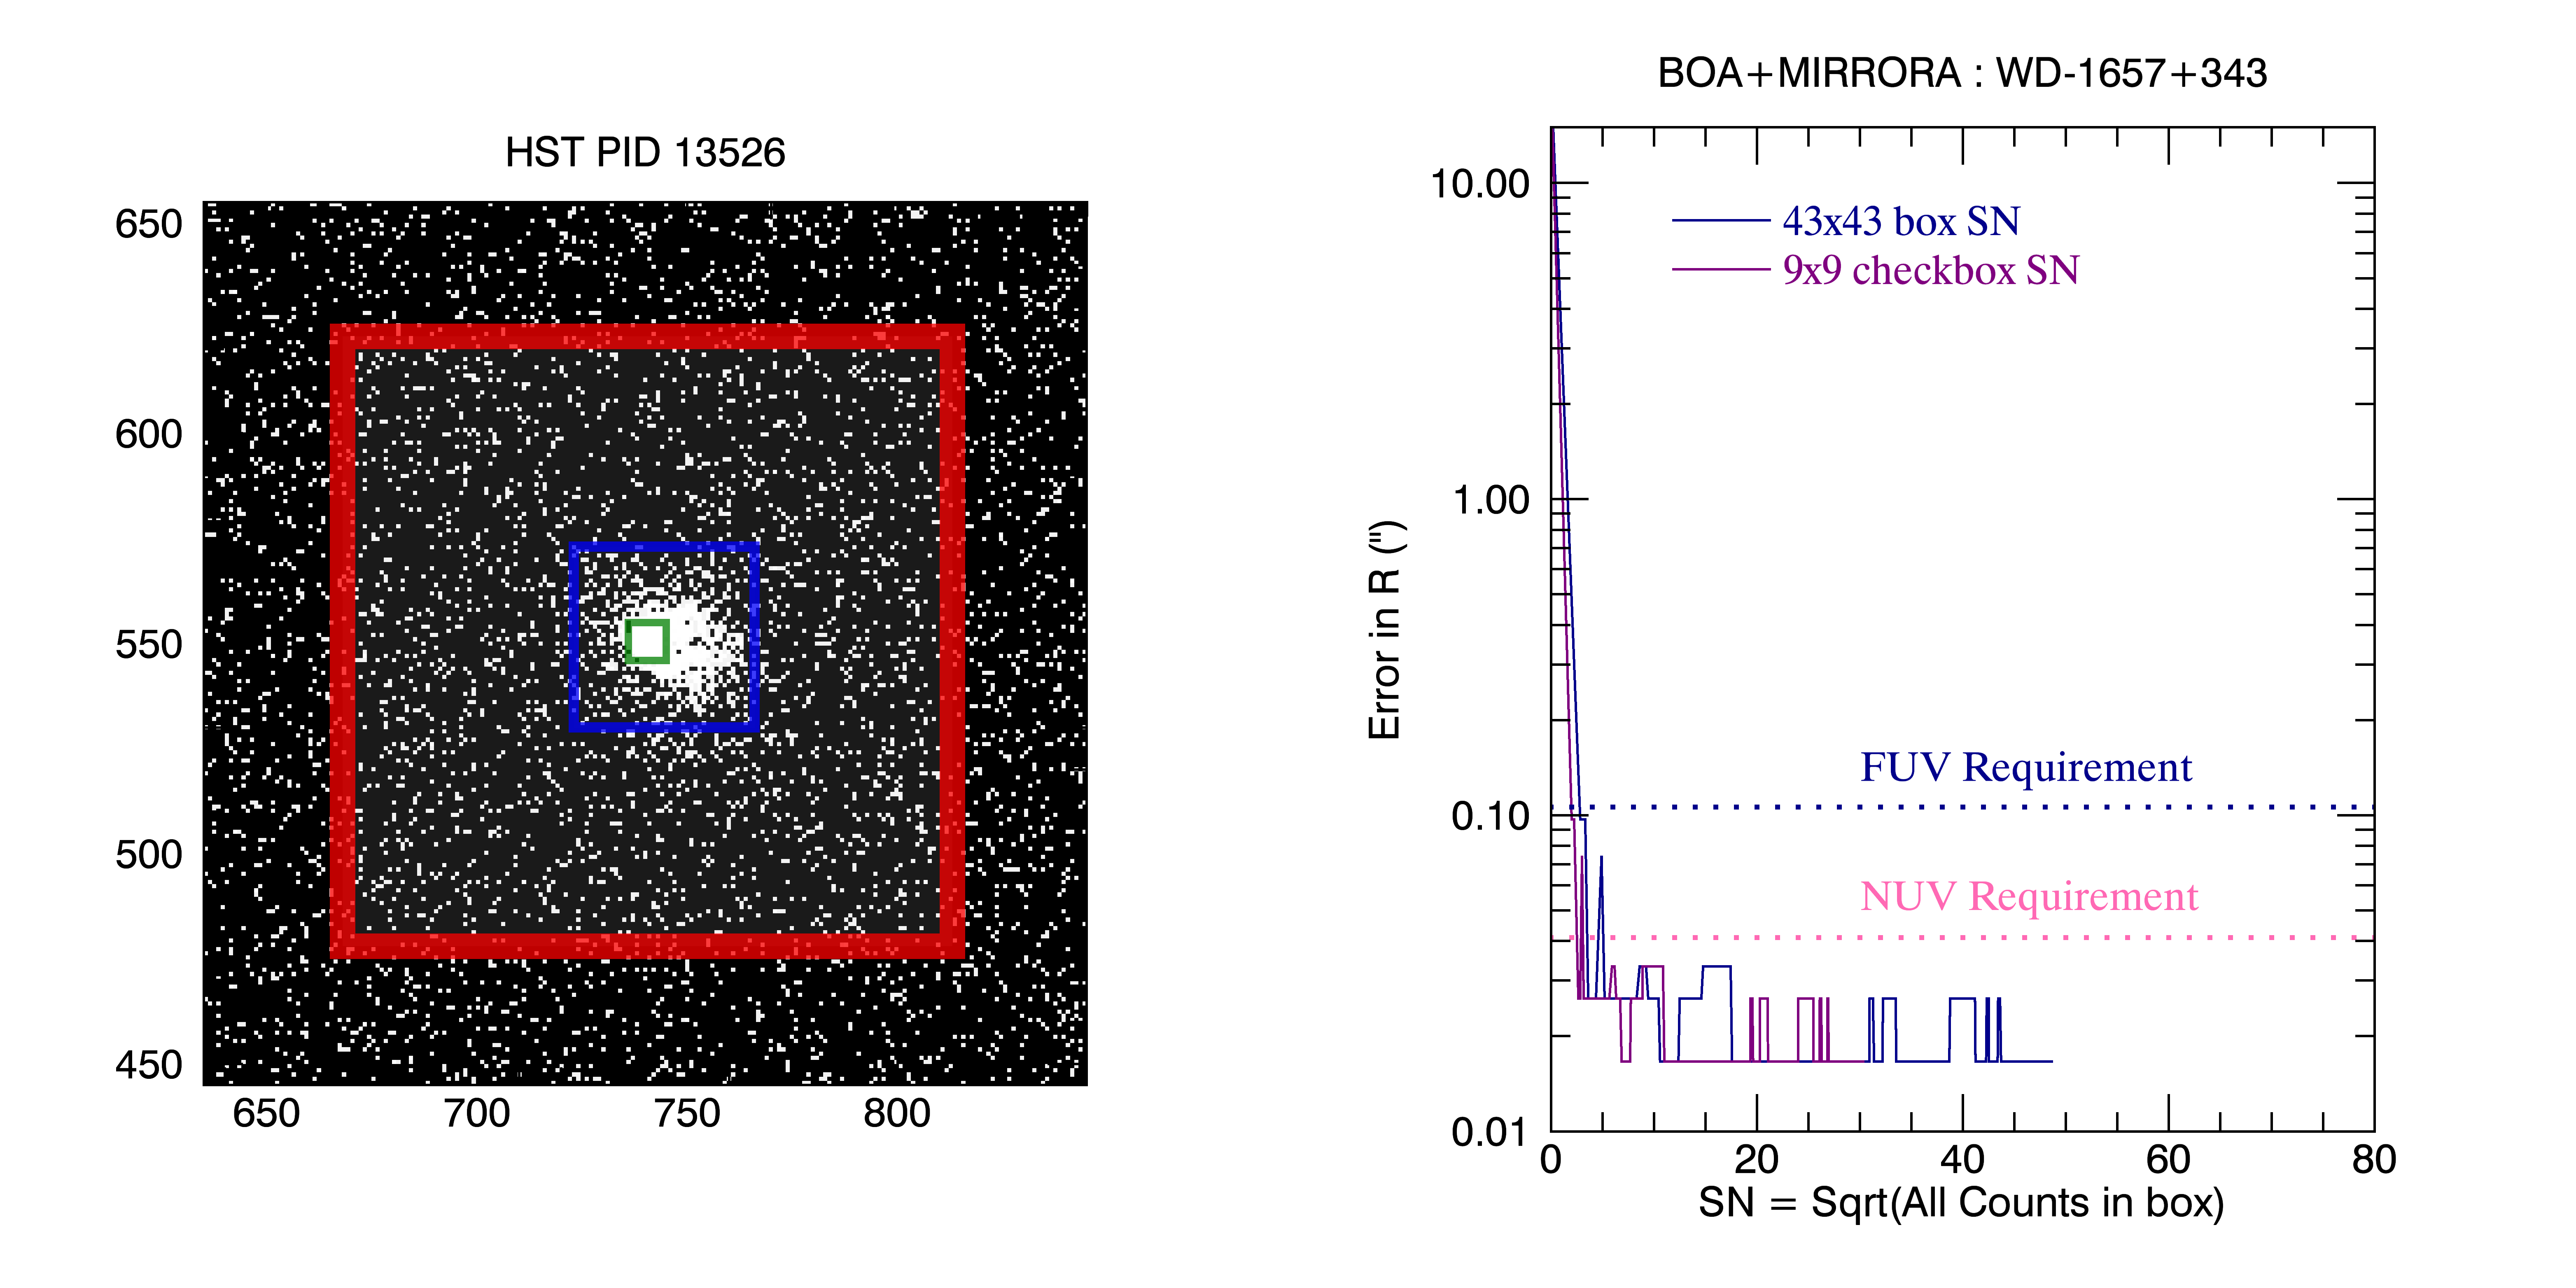 HST PID 13526
650
600
550
500
450
650 700 750 800
BOA+MIRRORA : WD-1657+343
10.00
1.00
0.10
0.01
Error in R (")
43x43 box SN
9x9 checkbox SN
FUV Requirement
NUV Requirement
0 20 40 60 80
SN = Sqrt(All Counts in box)